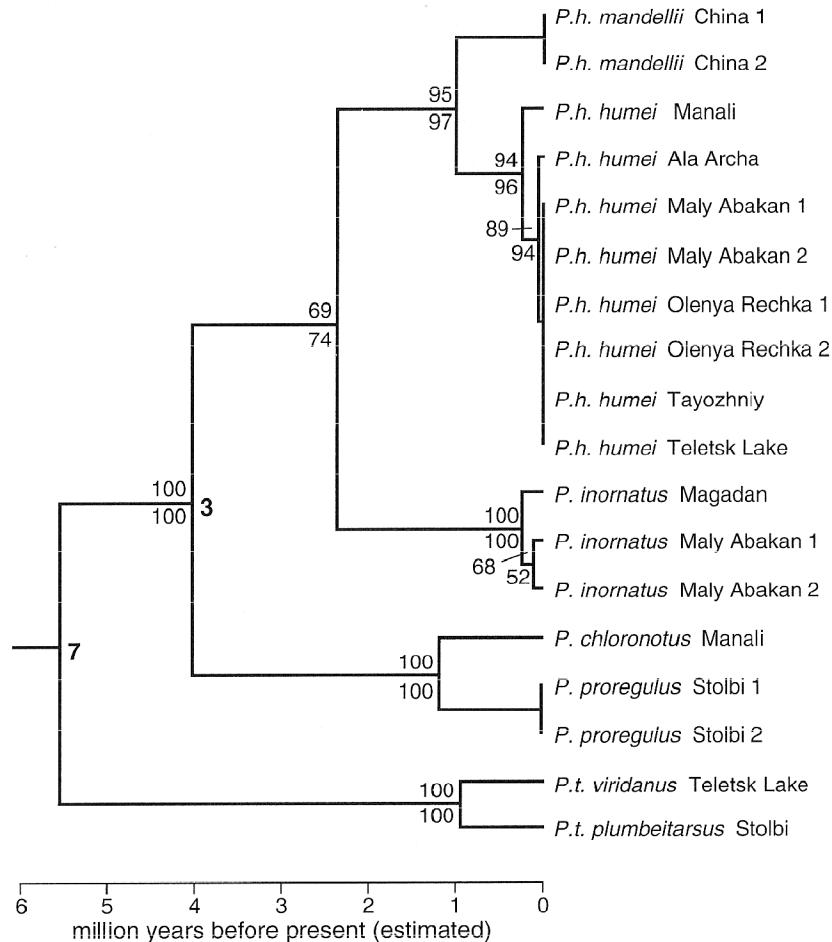 P.h. mandellii China 1
P.h. mandellii China 2
95
97
P.h. humei Manali
94
96
P.h. humei Ala Archa
P.h. humei Maly Abakan 1
89
94
P.h. humei Maly Abakan 2
P.h. humei Olenya Rechka 1
69
74
P.h. humei Olenya Rechka 2
P.h. humei Tayozhniy
P.h. humei Teletsk Lake
100
100
3
P. inornatus Magadan
100
100
P. inornatus Maly Abakan 1
68
52
P. inornatus Maly Abakan 2
7
P. chloronotus Manali
100
100
P. proregulus Stolbi 1
P. proregulus Stolbi 2
P.t. viridanus Teletsk Lake
100
100
P.t. plumbeitarsus Stolbi
6 5 4 3 2 1 0
million years before present (estimated)